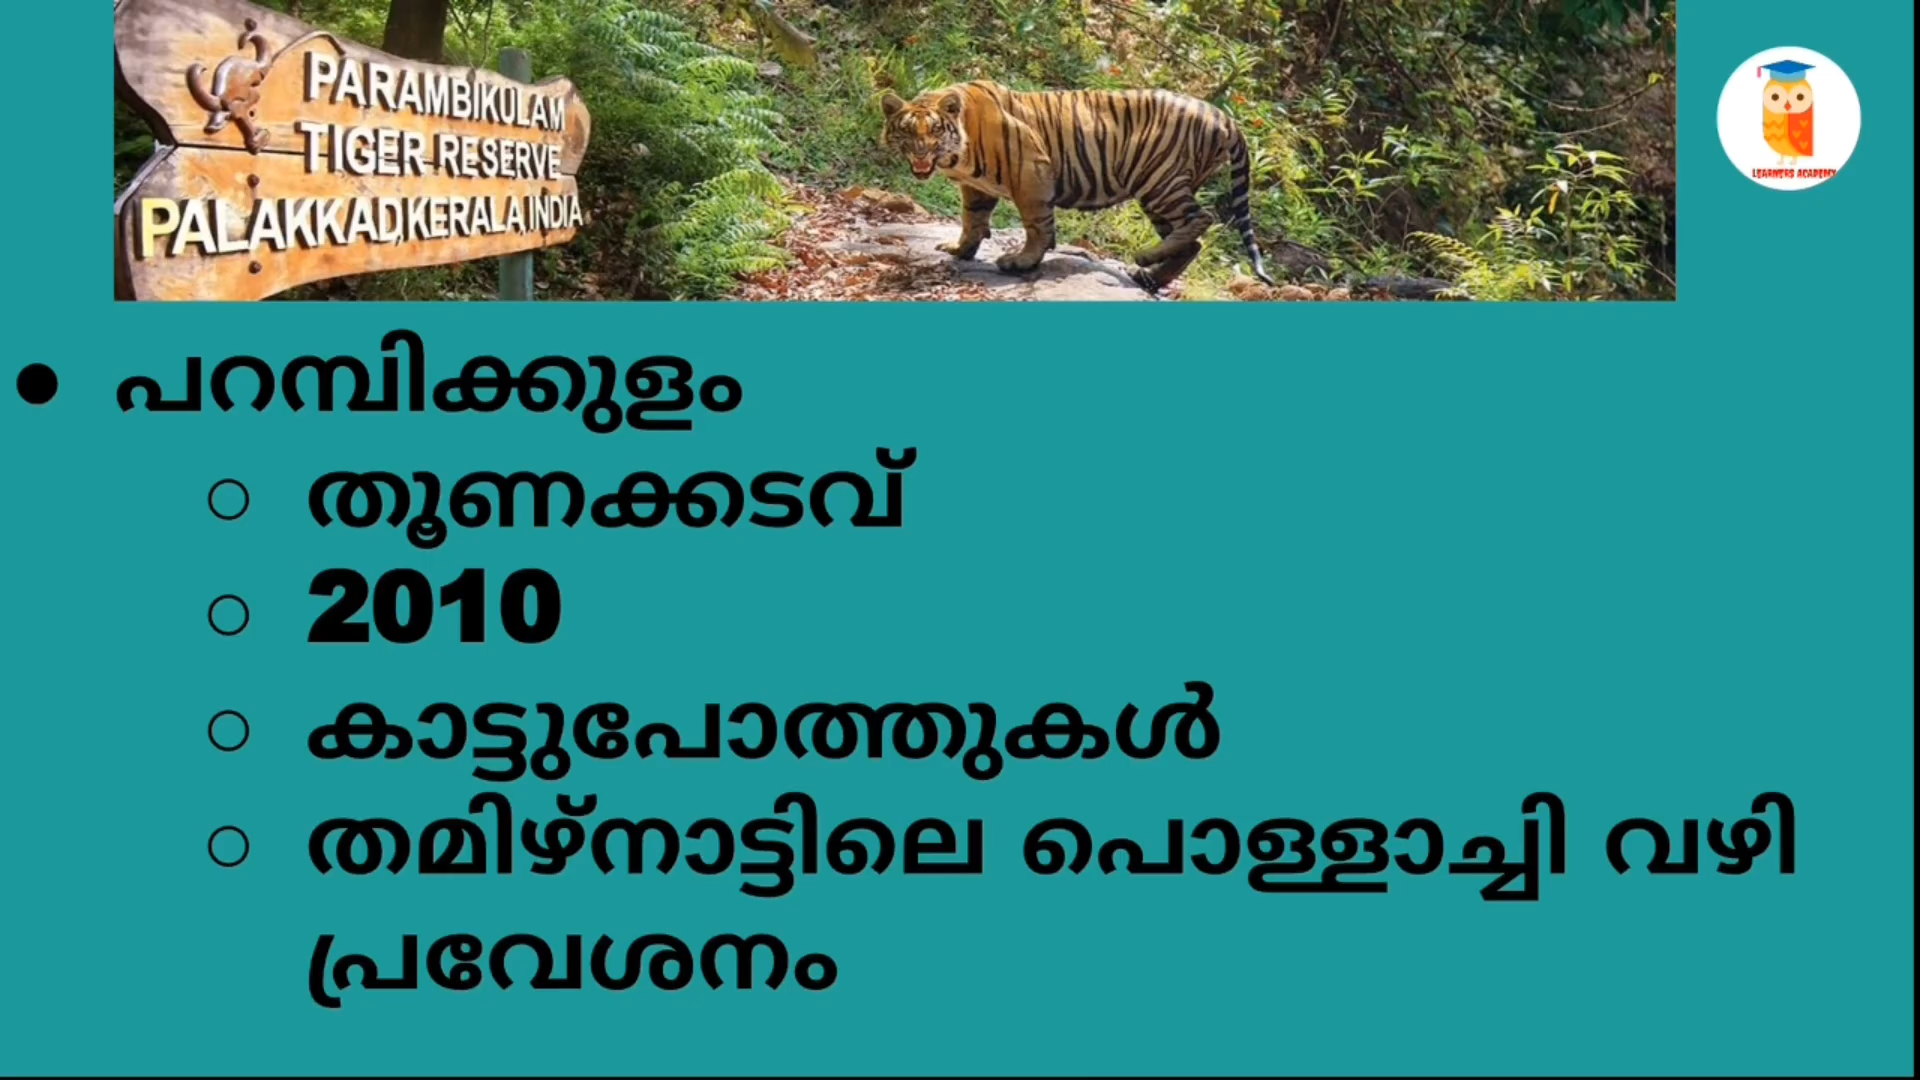 PARAMBIKULAM
TIGER RESERVE
PALAKKAD,KERALA,INDIA
LEARNERS ACADEMY
● പറമ്പിക്കുളം
○ തൂണക്കടവ്
○ 2010
○ കാട്ടുപോത്തുകൾ
○ തമിഴ്നാട്ടിലെ പൊള്ളാച്ചി വഴി
പ്രവേശനം